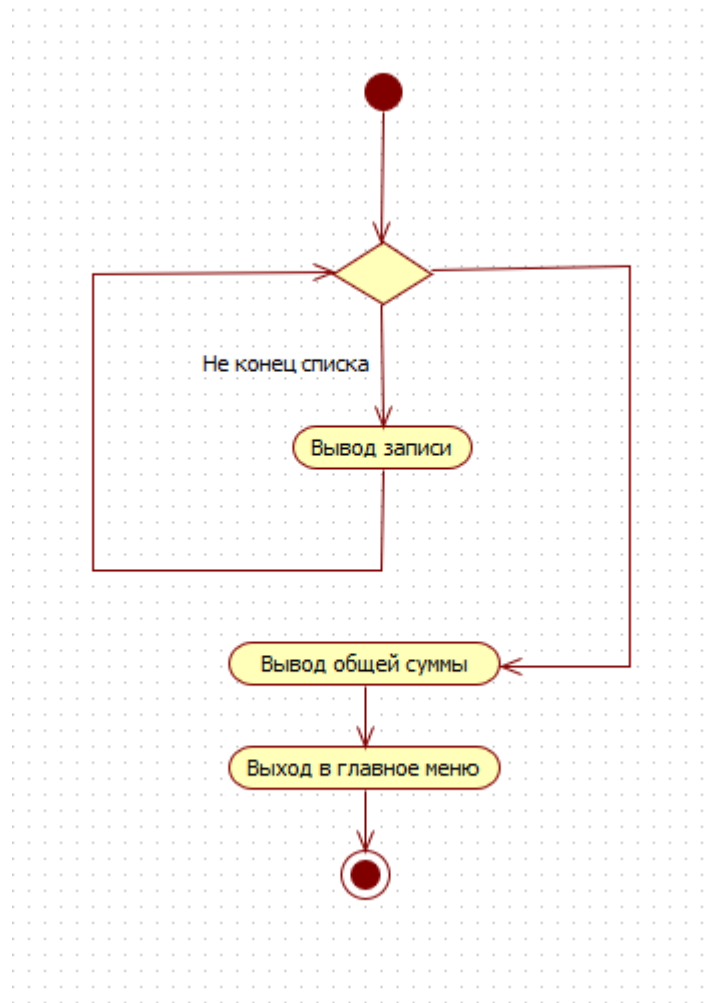 Не конец списка
Вывод записи
Вывод общей суммы
Выход в главное меню